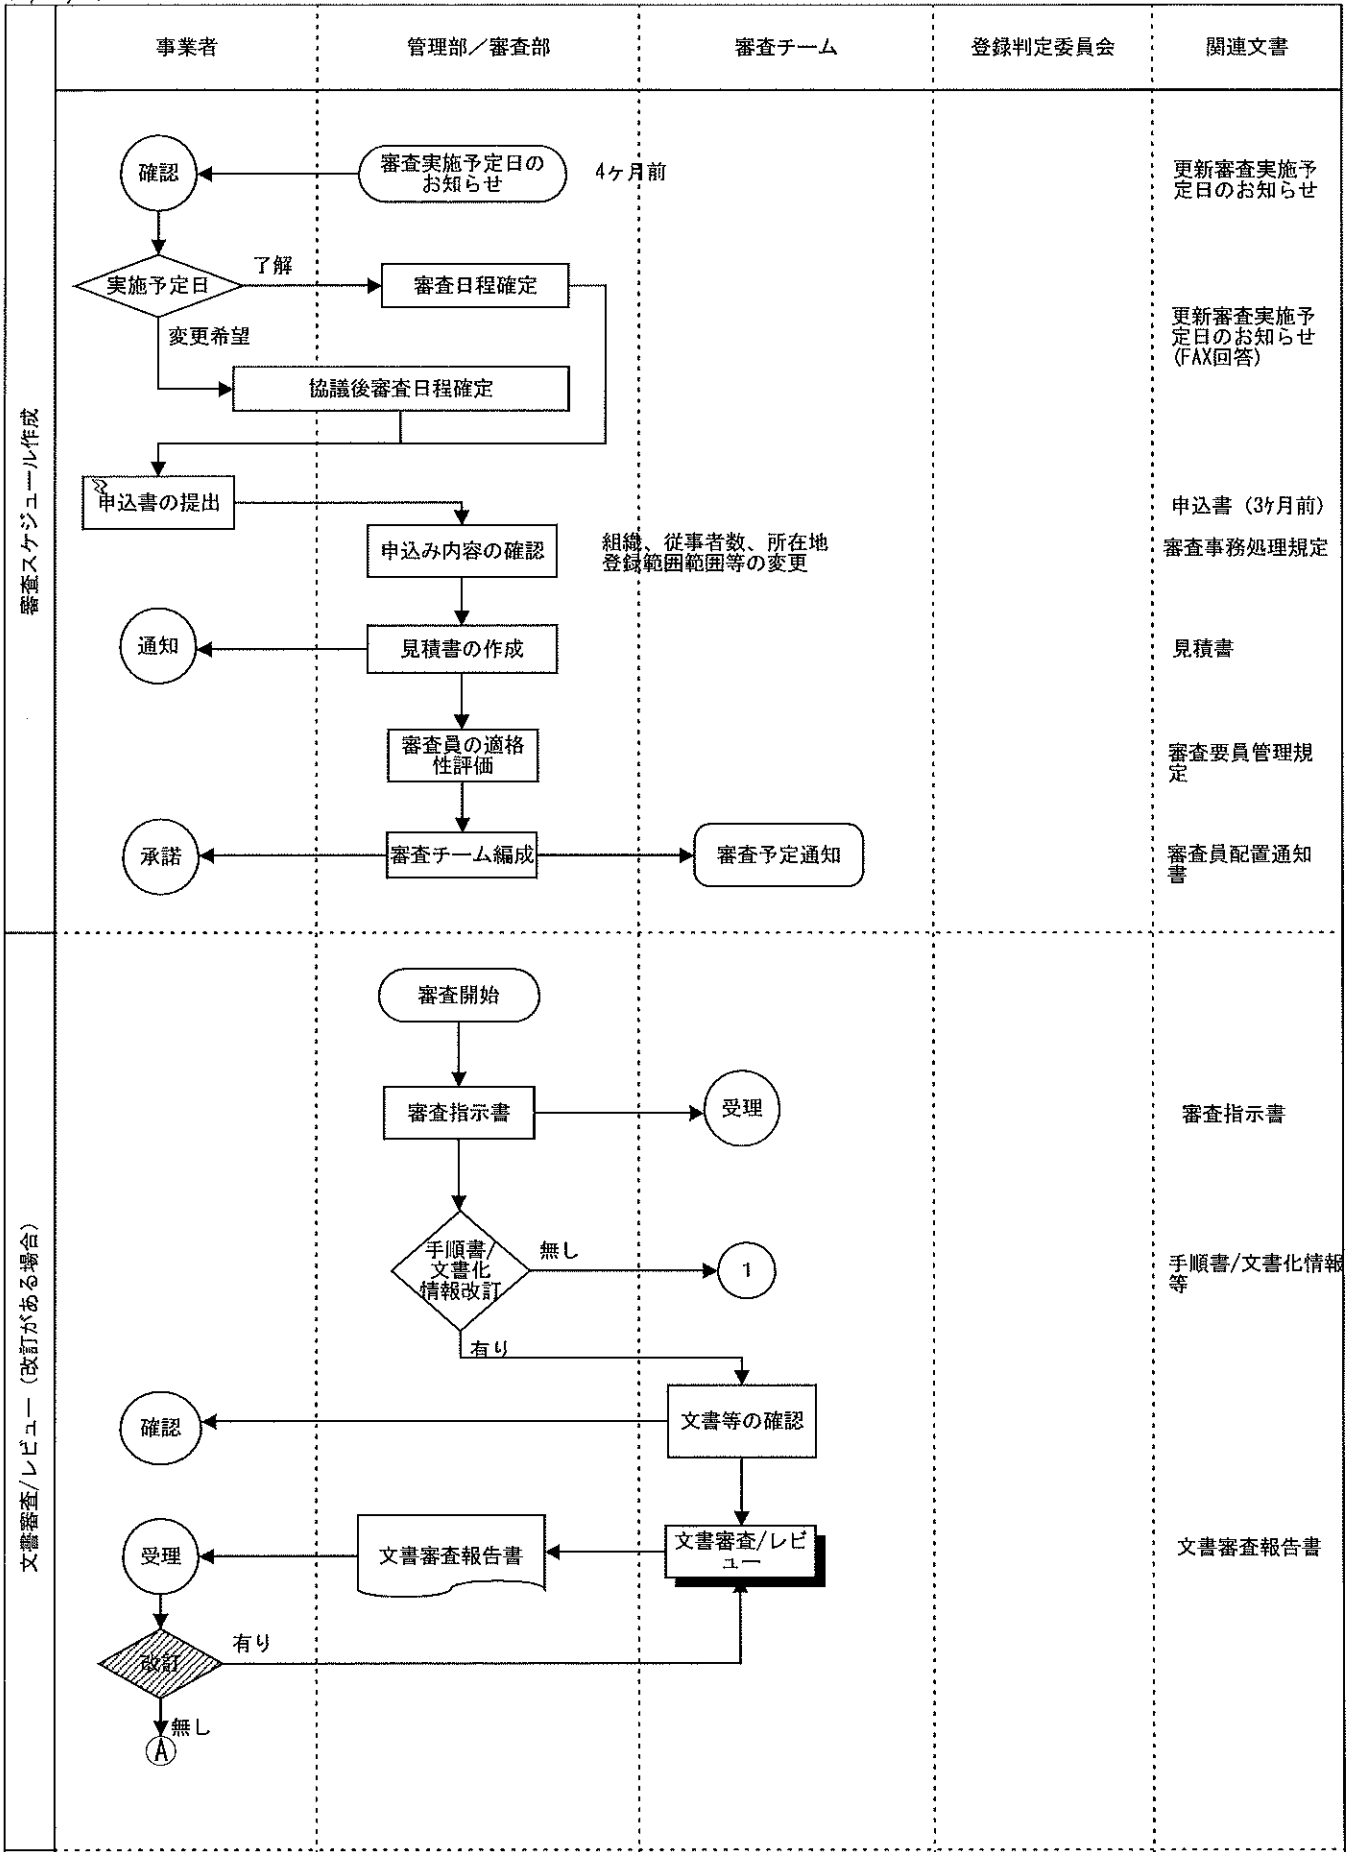 事業者
管理部／審査部
審査チーム
登録判定委員会
関連文書
審査スケジュール作成
確認
審査実施予定日の
お知らせ
4ヶ月前
更新審査実施予
定日のお知らせ
実施予定日
了解
審査日程確定
変更希望
更新審査実施予
定日のお知らせ
(FAX回答)
協議後審査日程確定
申込書の提出
申込書（3ヶ月前）
申込み内容の確認
組織、従事者数、所在地
登録範囲範囲等の変更
審査事務処理規定
通知
見積書の作成
見積書
審査員の適格
性評価
審査要員管理規
定
承諾
審査チーム編成
審査予定通知
審査員配置通知
書
文書審査/レビュー（改訂がある場合）
審査開始
審査指示書
受理
審査指示書
手順書/
文書化
情報改訂
無し
1
手順書/文書化情報
等
有り
確認
文書等の確認
受理
文書審査報告書
文書審査/レビ
ュー
文書審査報告書
改訂
有り
無し
A